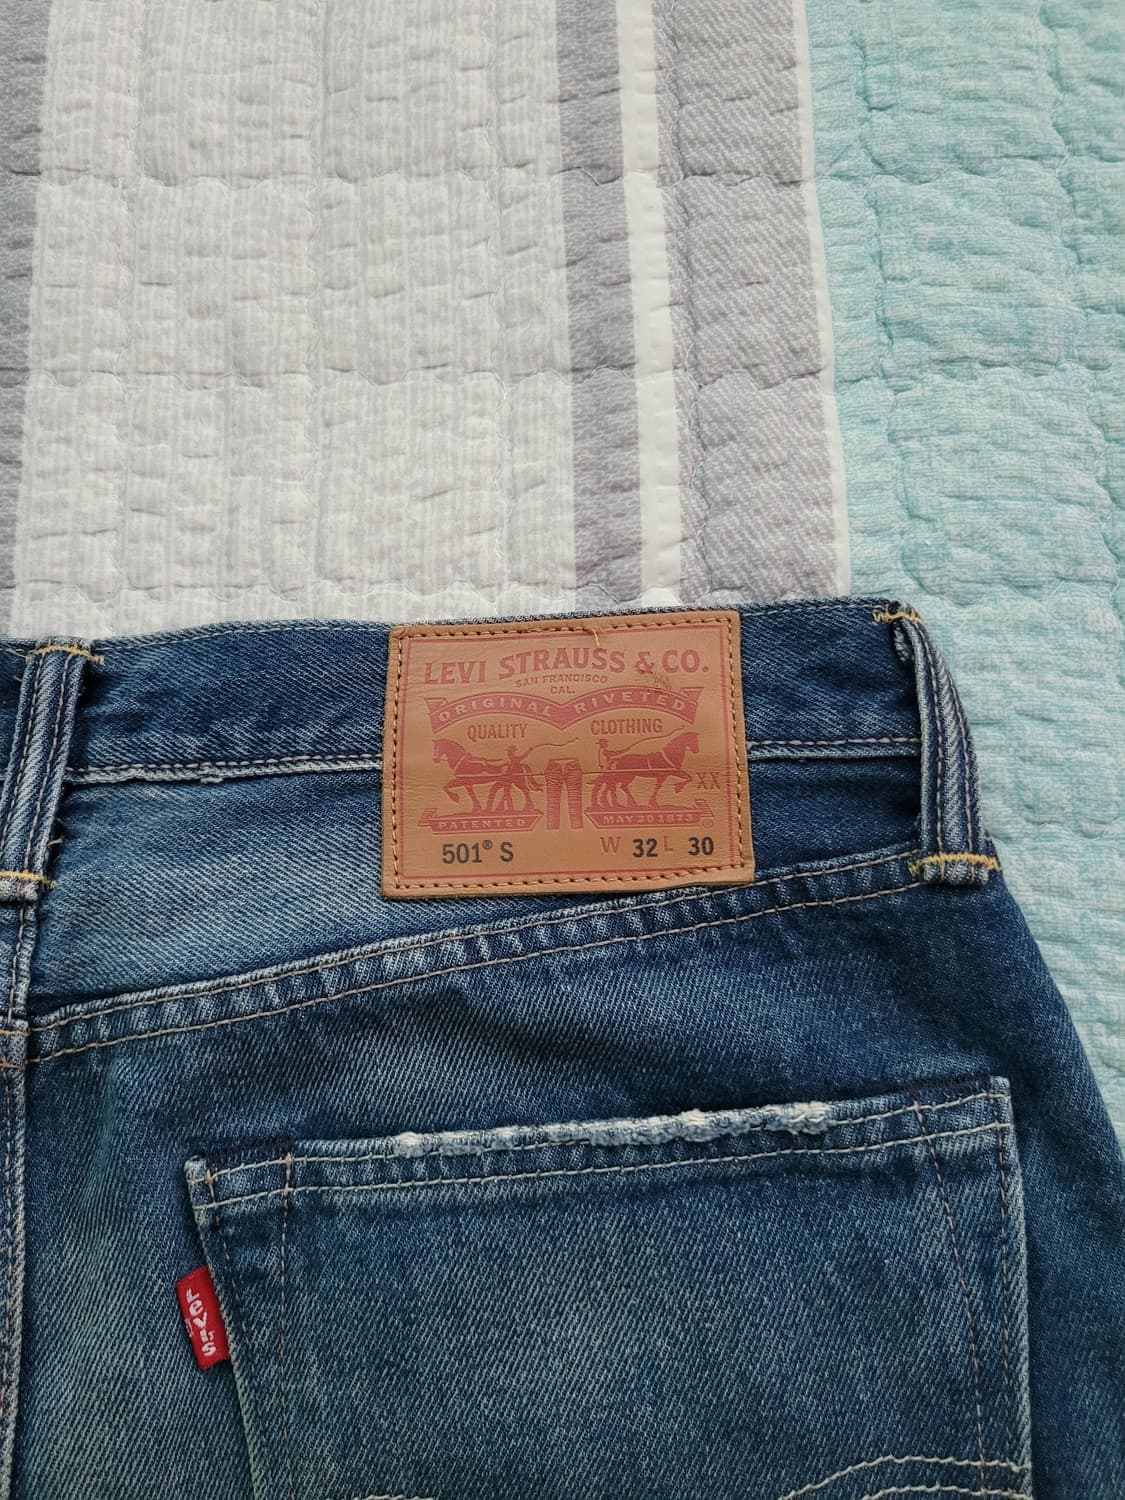 LEVI STRAUSS & CO.
SAN FRANCISCO
CAL.
ORIGINAL RIVETED
QUALITY CLOTHING
XX
PATENTED MAY 20 1873
501® S W 32 L 30
Levi's